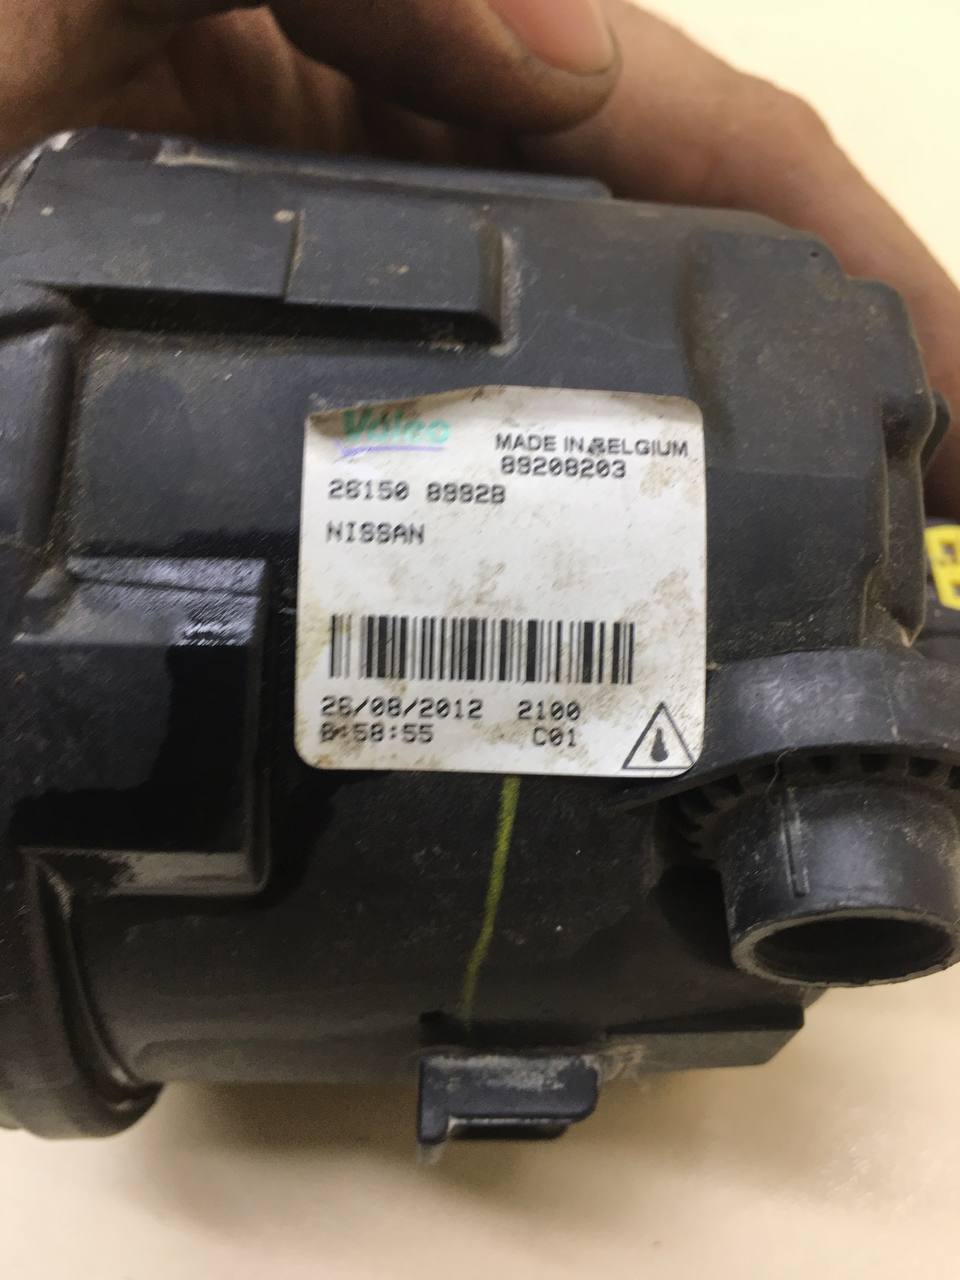 Valeo
MADE IN BELGIUM
89208203
26150 8992B
NISSAN
26/08/2012 2100
8:58:55 C01